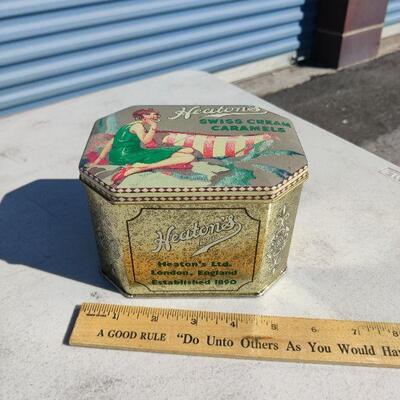 Heaton's
SWISS CREAM
CARAMELS
Heaton's
Heaton's Ltd.
London, England
Established 1890
1 2 3 4 5 6 7 8
A GOOD RULE "Do Unto Others As You Would Hav